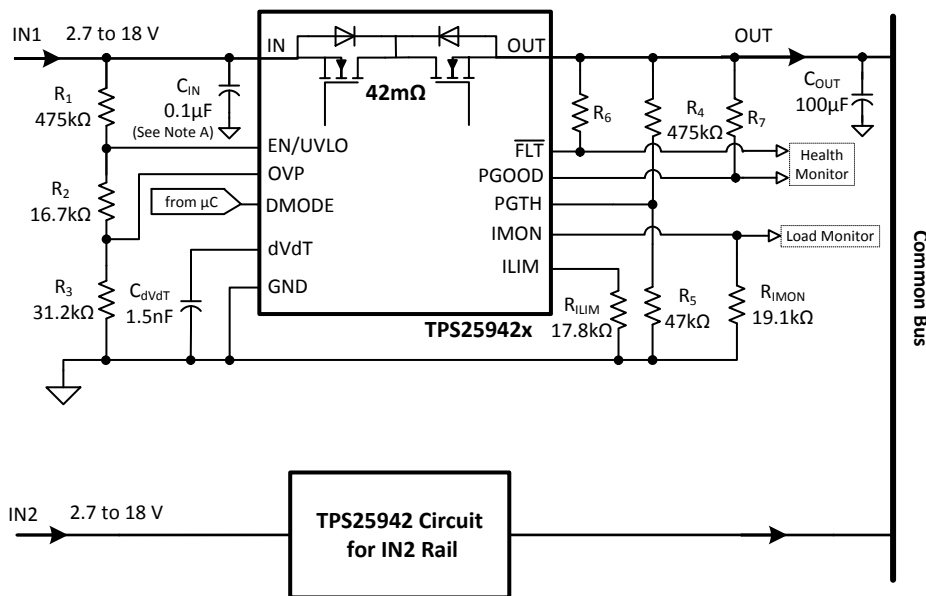 IN1
2.7 to 18 V
IN
OUT
OUT
42mΩ
R1
475kΩ
CIN
0.1µF
(See Note A)
R6
R4
475kΩ
R7
COUT
100µF
EN/UVLO
FLT
Health
Monitor
OVP
PGOOD
R2
16.7kΩ
from µC
DMODE
PGTH
IMON
Load Monitor
dVdT
ILIM
R3
31.2kΩ
CdVdT
1.5nF
GND
RILIM
17.8kΩ
R5
47kΩ
RIMON
19.1kΩ
TPS25942x
Common Bus
IN2
2.7 to 18 V
TPS25942 Circuit
for IN2 Rail